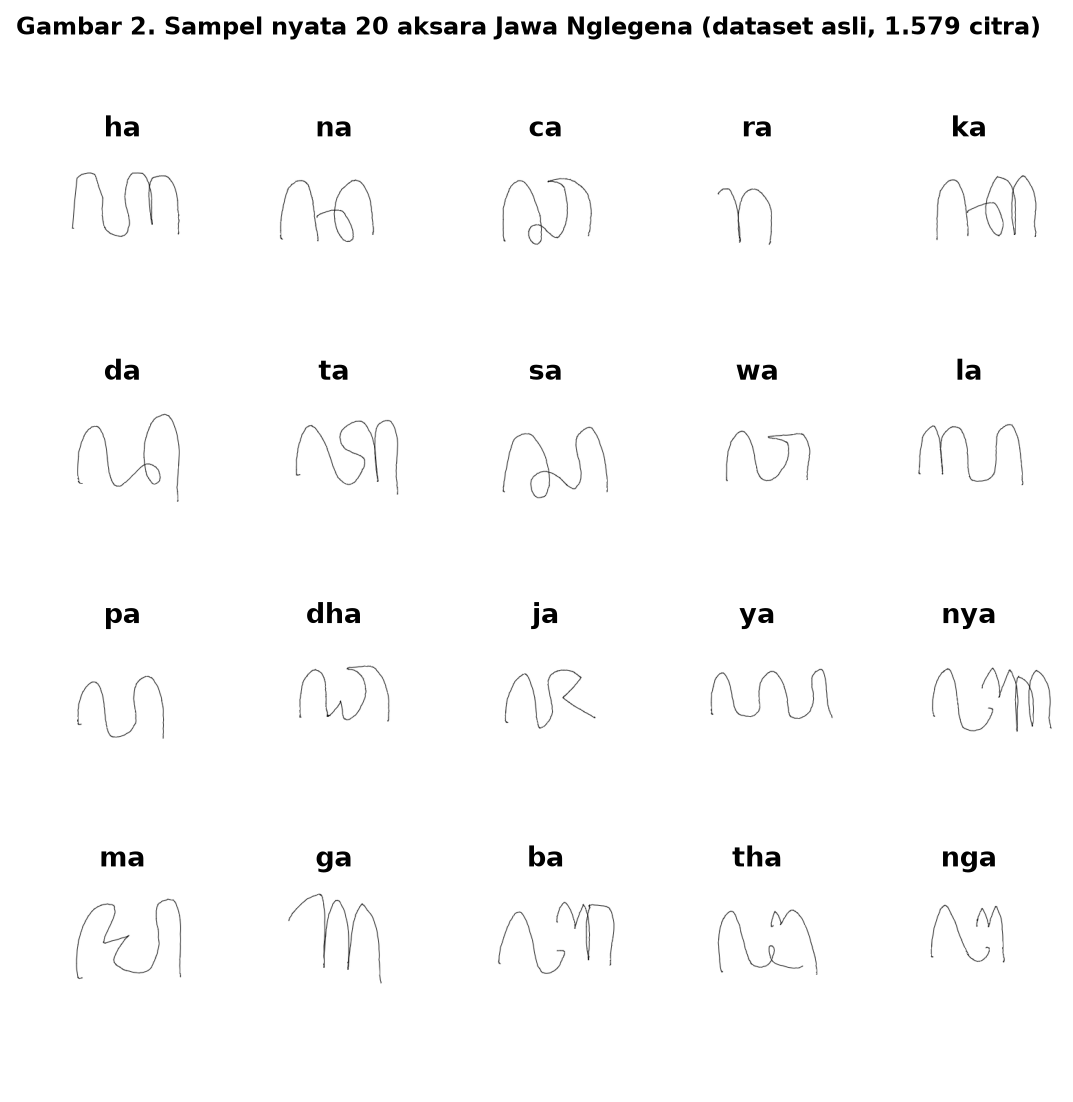 Gambar 2. Sampel nyata 20 aksara Jawa Nglegena (dataset asli, 1.579 citra)
ha na ca ra ka
ꦲ ꦤ ꦕ ꦫ ꦏ
da ta sa wa la
ꦢ ꦠ ꦱ ꦮ ꦭ
pa dha ja ya nya
ꦥ ꦝ ꦗ ꦪ ꦚ
ma ga ba tha nga
ꦩ ꦒ ꦧ ꦛ ꦔ